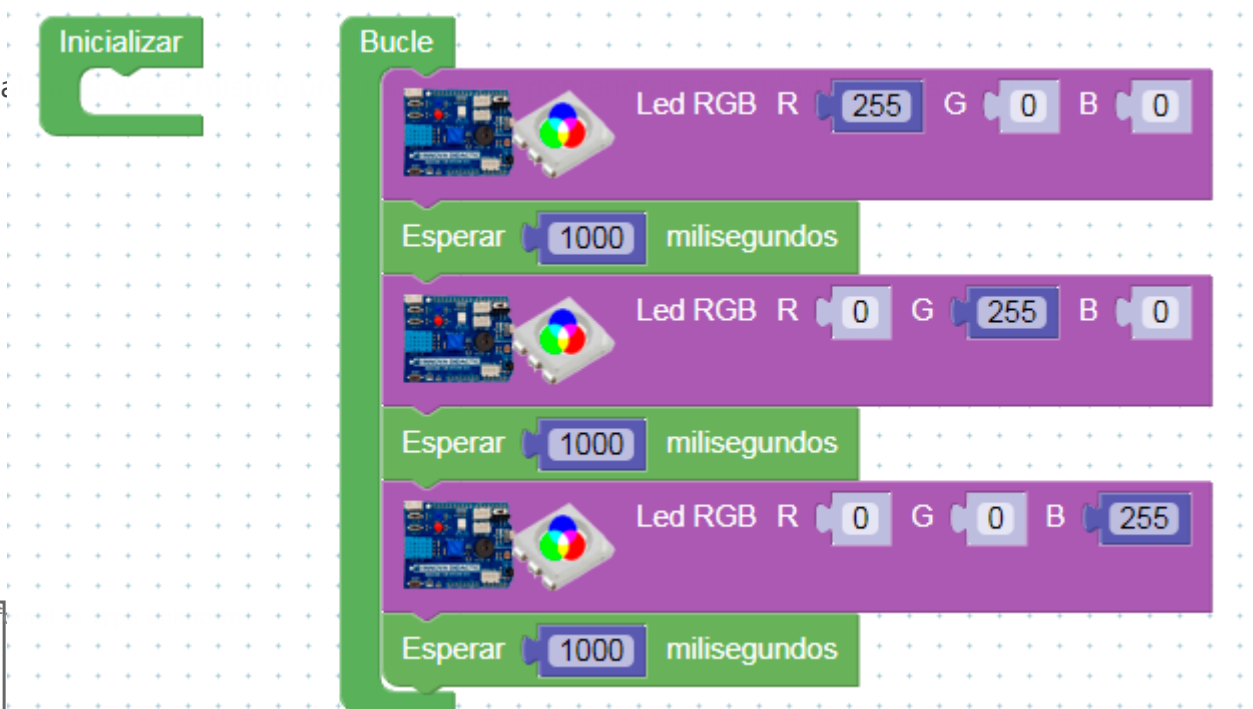 Inicializar
Bucle
Led RGB R 255 G 0 B 0
Esperar 1000 milisegundos
Led RGB R 0 G 255 B 0
Esperar 1000 milisegundos
Led RGB R 0 G 0 B 255
Esperar 1000 milisegundos